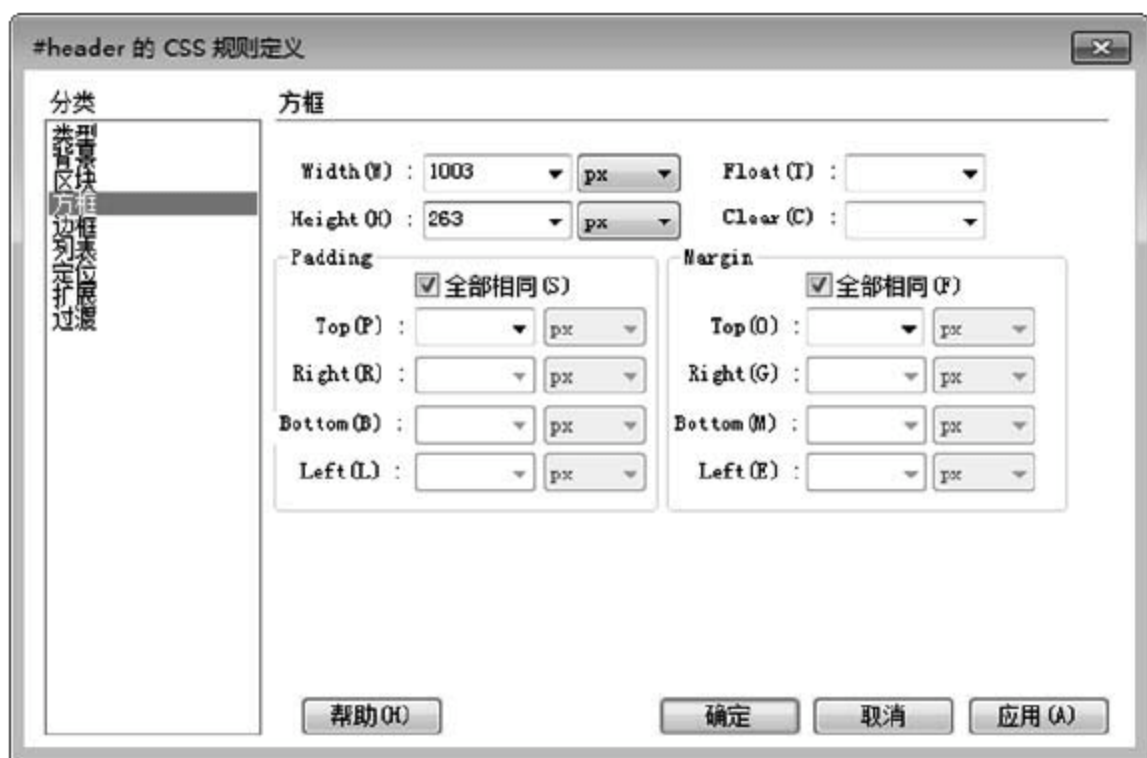 #header 的 CSS 规则定义
分类
类型
背景
区块
方框
边框
列表
定位
扩展
过渡
方框
Width(W) : 1003 px Float(T) :
Height(H) : 263 px Clear(C) :
Padding Margin
全部相同(S) 全部相同(F)
Top(P) : px Top(O) : px
Right(R) : px Right(G) : px
Bottom(B) : px Bottom(M) : px
Left(L) : px Left(E) : px
帮助(H) 确定 取消 应用(A)